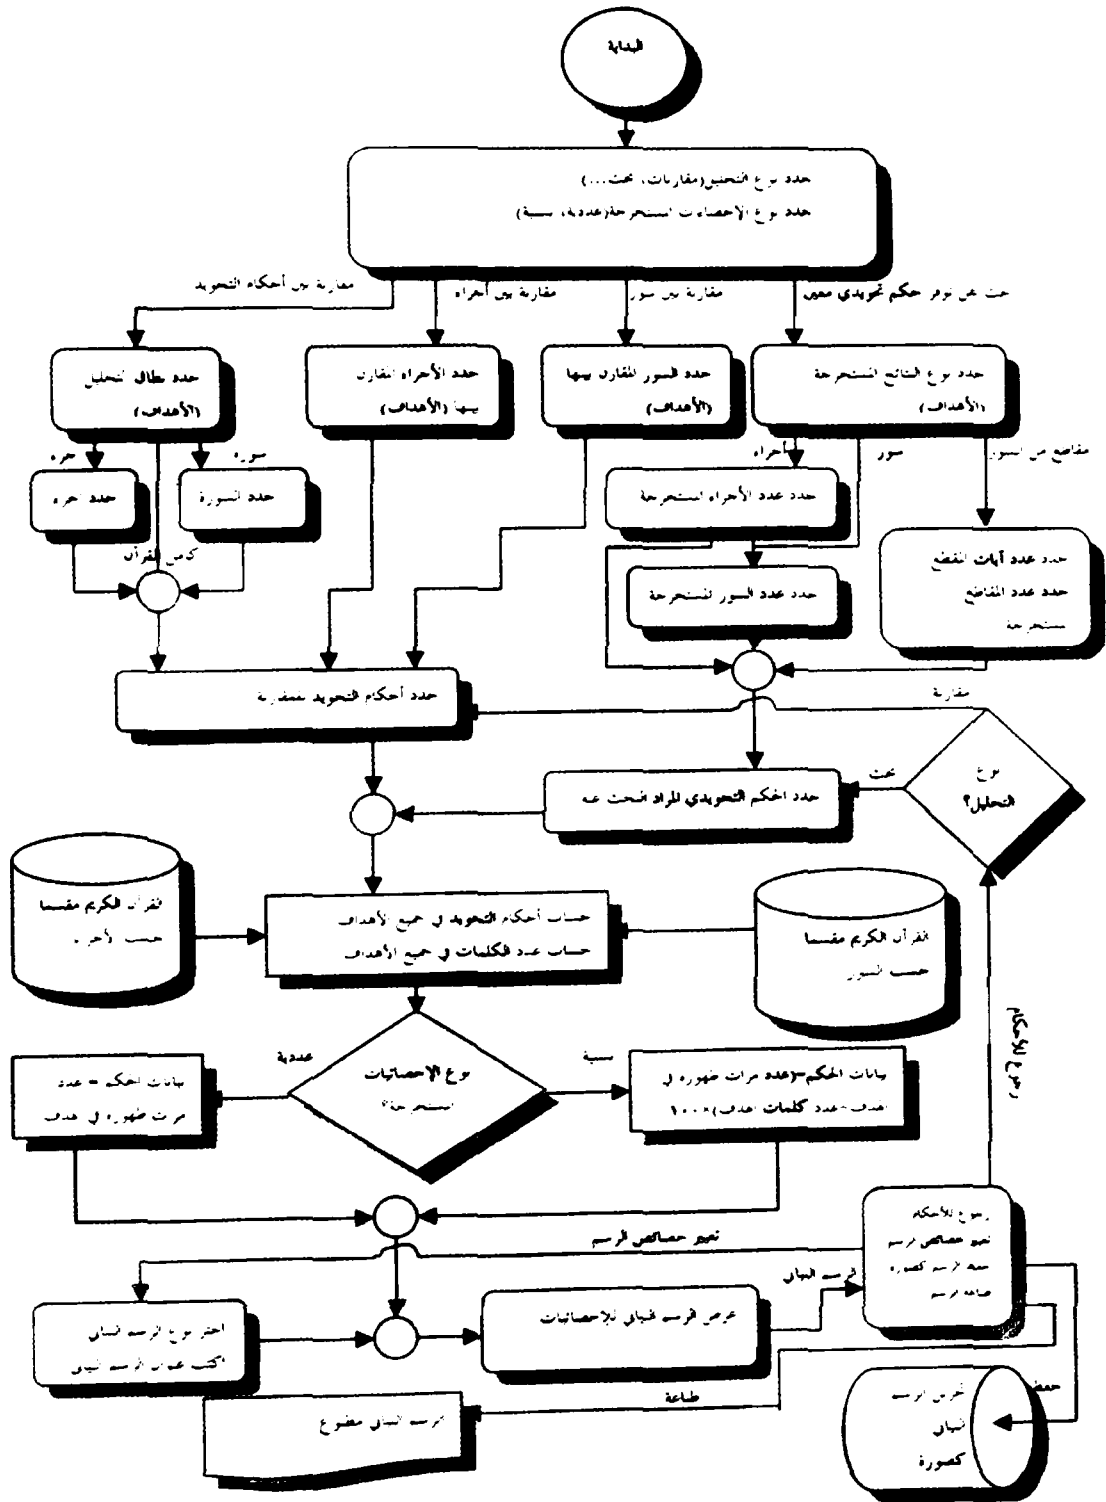 البداية
حدد نوع التحليل(مقارنات، بحث...)
حدد نوع الإحصاءات المستخرجة(عددية، نسبية)
مقارنة بين أحكام التجويد
مقارنة بين أجزاء
مقارنة بين سور
بحث عن توفر حكم تجويدي معين
حدد نوع النتائج المستخرجة
(الأهداف)
حدد السور المقارن بينها
(الأهداف)
حدد الأجزاء المقارن
بينها (الأهداف)
حدد مطال التحليل
(الأهداف)
مقاطع من السور
سور
أجزاء
سورة
جزء
حدد عدد الأجزاء المستخرجة
حدد السورة
حدد الجزء
كامل القرآن
حدد عدد آيات المقطع
حدد عدد المقاطع
مستخرجة
حدد عدد السور المستخرجة
حدد أحكام التجويد للمقارنة
مقارنة
نوع
التحليل؟
بحث
حدد الحكم التجويدي المراد البحث عنه
القرآن الكريم مقسما
حسب الأجزاء
حساب أحكام التجويد في جميع الأهداف
حساب عدد الكلمات في جميع الأهداف
القرآن الكريم مقسما
حسب السور
رجوع للأحكام
عددية
نسبية
نوع الإحصائيات
المستخرجة؟
بيانات الحكم = عدد
مرات ظهوره في الهدف
بيانات الحكم=(عدد مرات ظهوره في
الهدف÷عدد كلمات الهدف)×١٠٠
تغيير خصائص الرسم
رجوع للأحكام
تغيير خصائص الرسم
حفظ الرسم كصورة
طباعة الرسم
الرسم البياني
عرض الرسم البياني للإحصائيات
اختر نوع الرسم البياني
اكتب عنوان الرسم البياني
طباعة
الرسم البياني مطبوع
حفظ
تخزين الرسم
البياني
كصورة